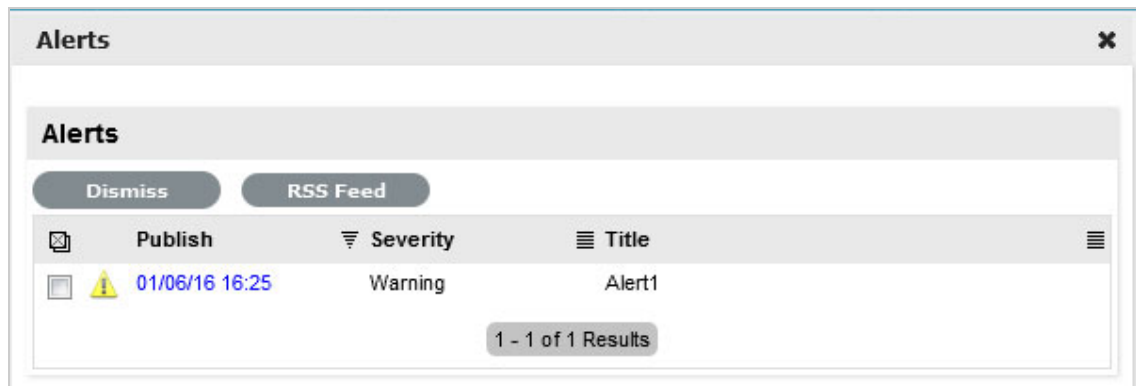 Alerts
Alerts
Dismiss RSS Feed
Publish Severity Title
01/06/16 16:25 Warning Alert1
1 - 1 of 1 Results